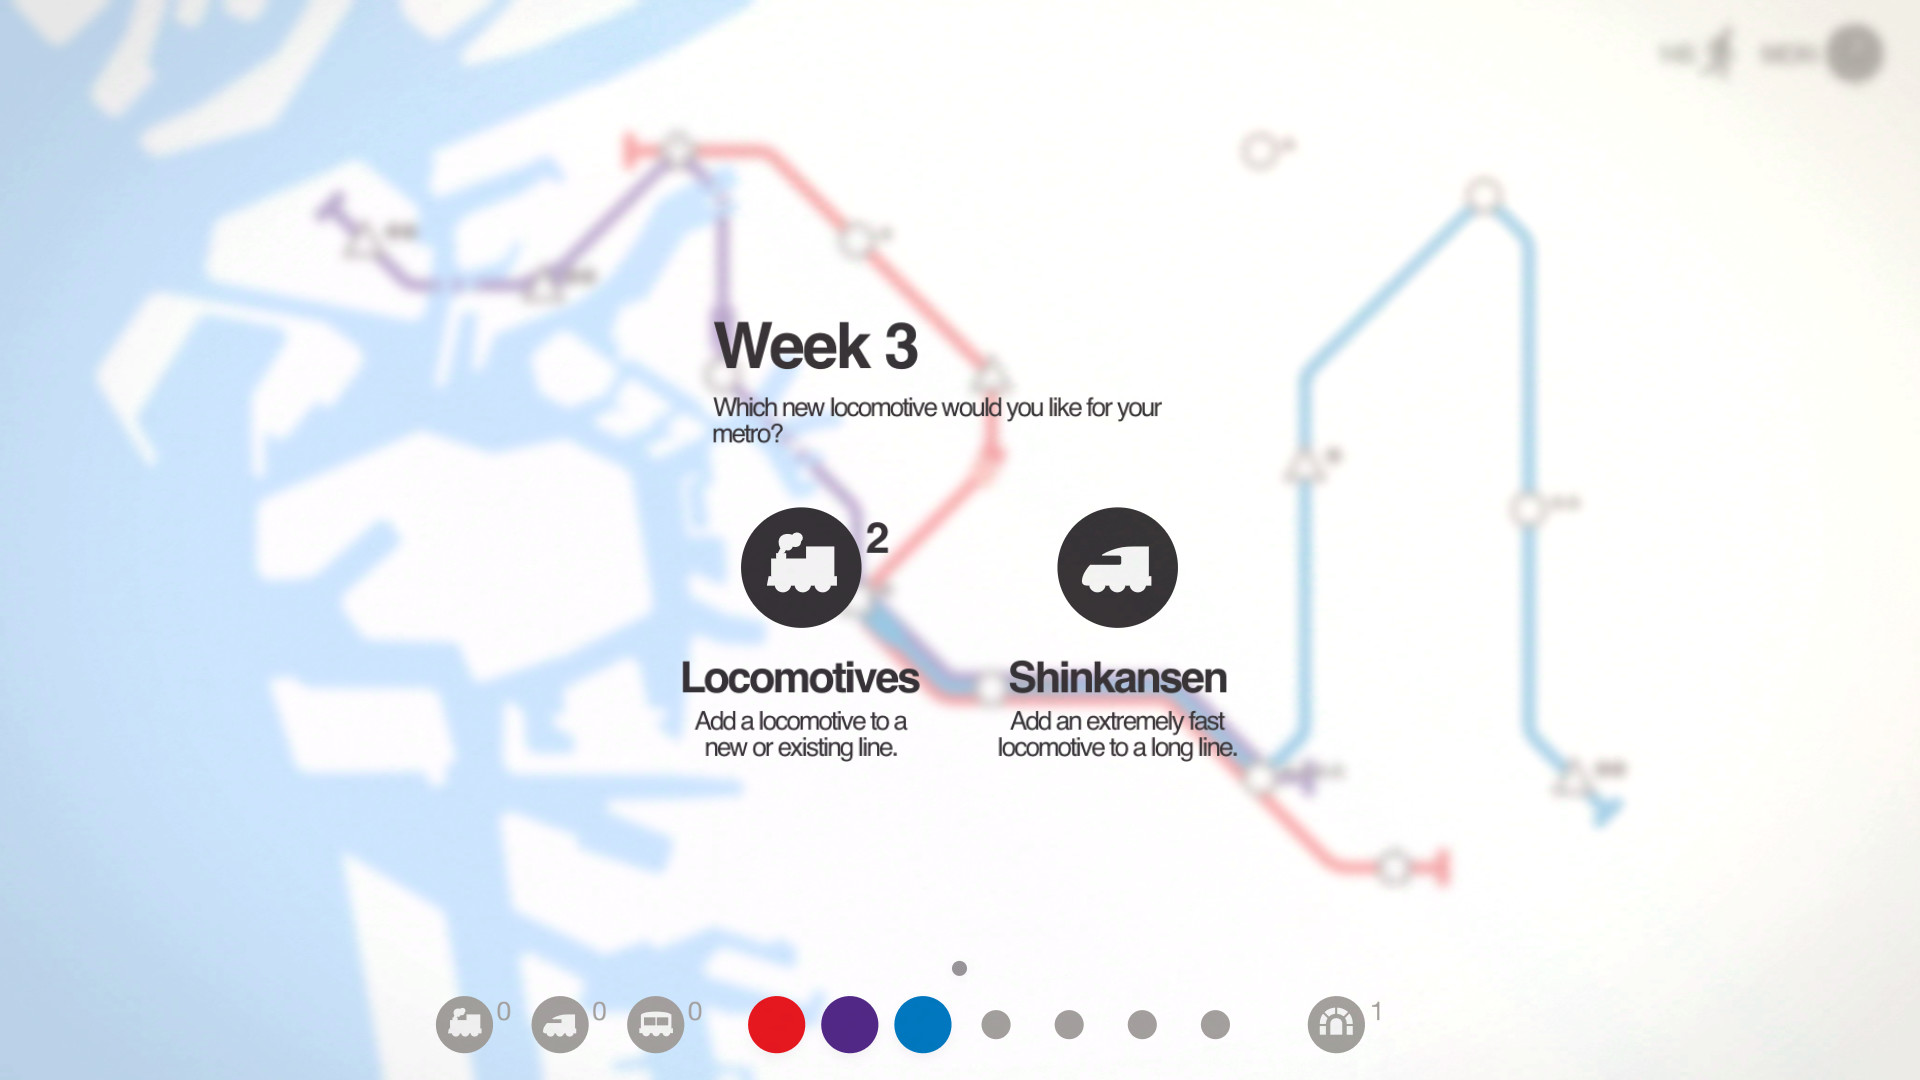 Week 3
Which new locomotive would you like for your
metro?
2
Locomotives
Add a locomotive to a
new or existing line.
Shinkansen
Add an extremely fast
locomotive to a long line.
0
0
0
1